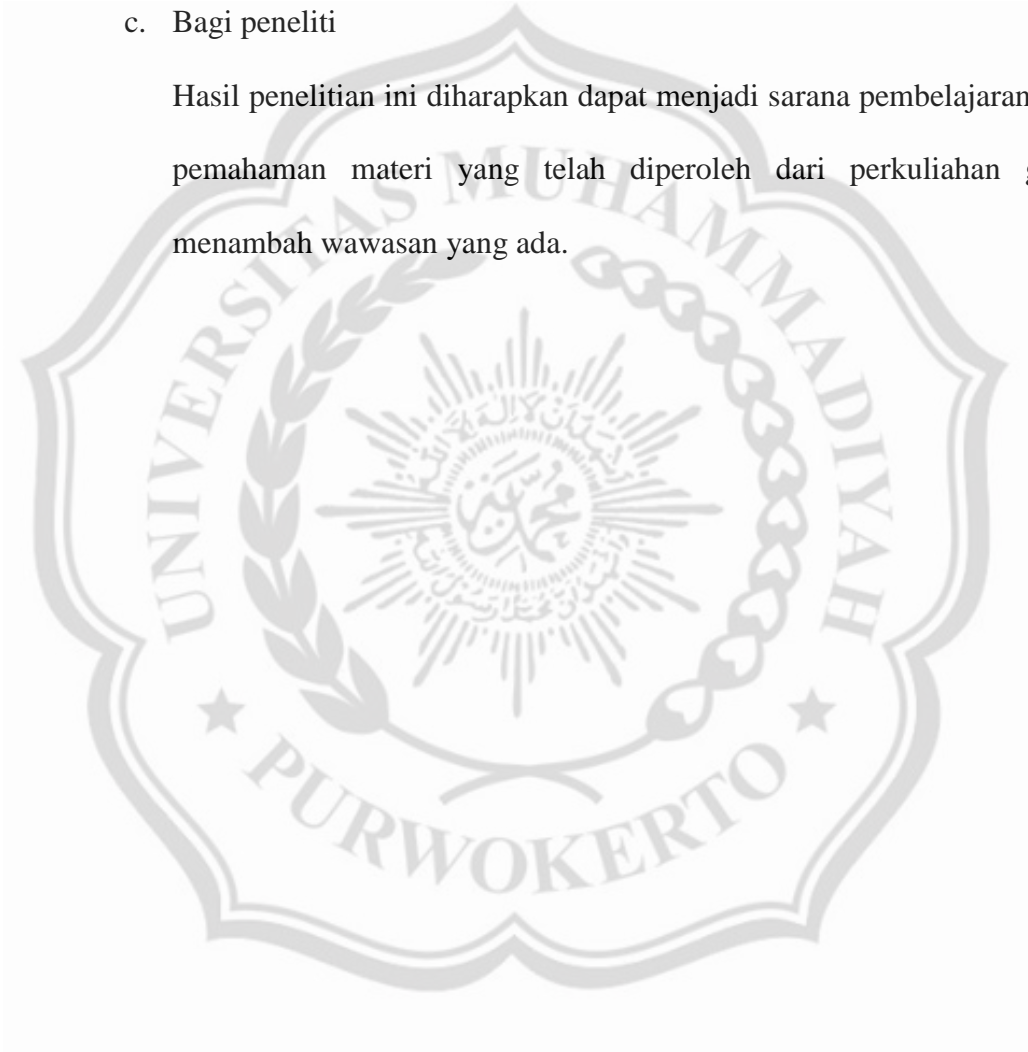 c. Bagi peneliti
Hasil penelitian ini diharapkan dapat menjadi sarana pembelajaran
pemahaman materi yang telah diperoleh dari perkuliahan
menambah wawasan yang ada.
UNIVERSITAS MUHAMMADIYAH
PURWOKERTO
محمد